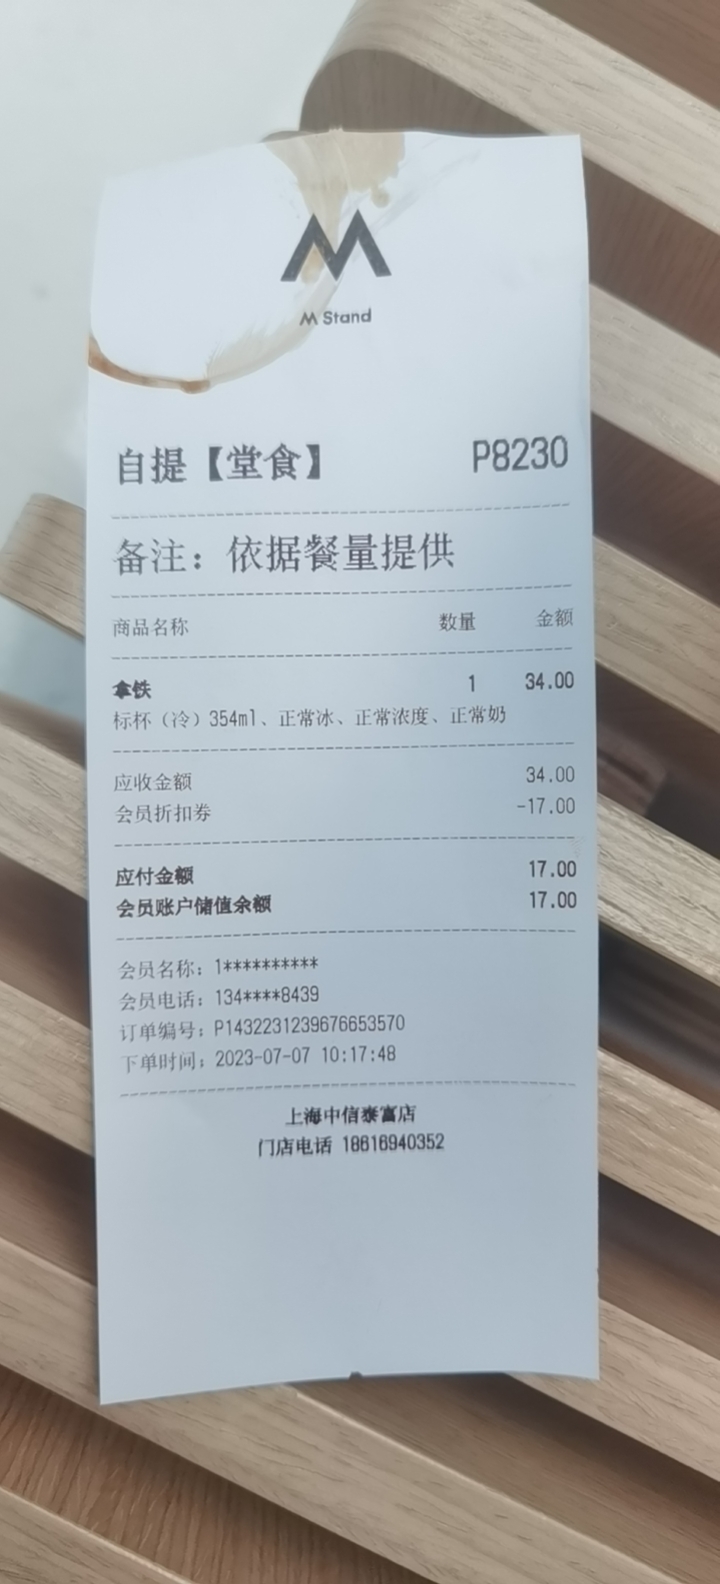 M
M Stand
自提【堂食】 P8230
备注：依据餐量提供
商品名称 数量 金额
拿铁 1 34.00
标杯（冷）354ml、正常冰、正常浓度、正常奶
应收金额 34.00
会员折扣券 -17.00
应付金额 17.00
会员账户储值余额 17.00
会员名称：1**********
会员电话：134****8439
订单编号：P1432231239676653570
下单时间：2023-07-07 10:17:48
上海中信泰富店
门店电话 18616940352